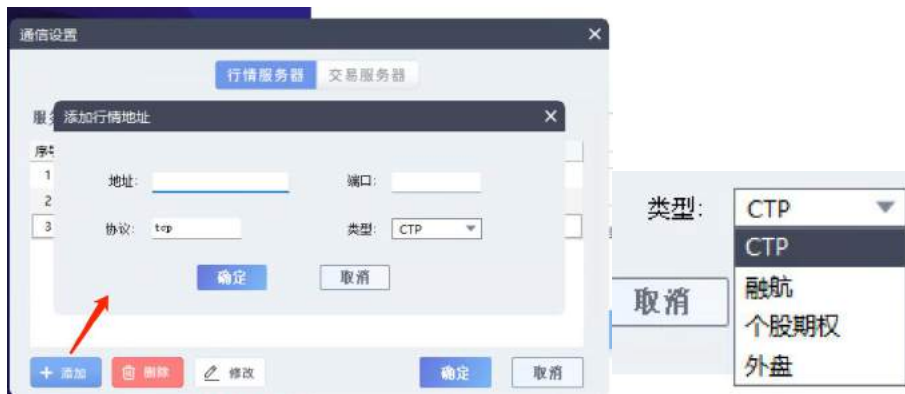 通信设置
行情服务器 交易服务器
服务
添加行情地址
序号
1
2
3
地址:
端口:
协议: tcp
类型: CTP
确定
取消
+ 添加
删除
修改
确定
取消
类型: CTP
CTP
融航
个股期权
外盘
取消